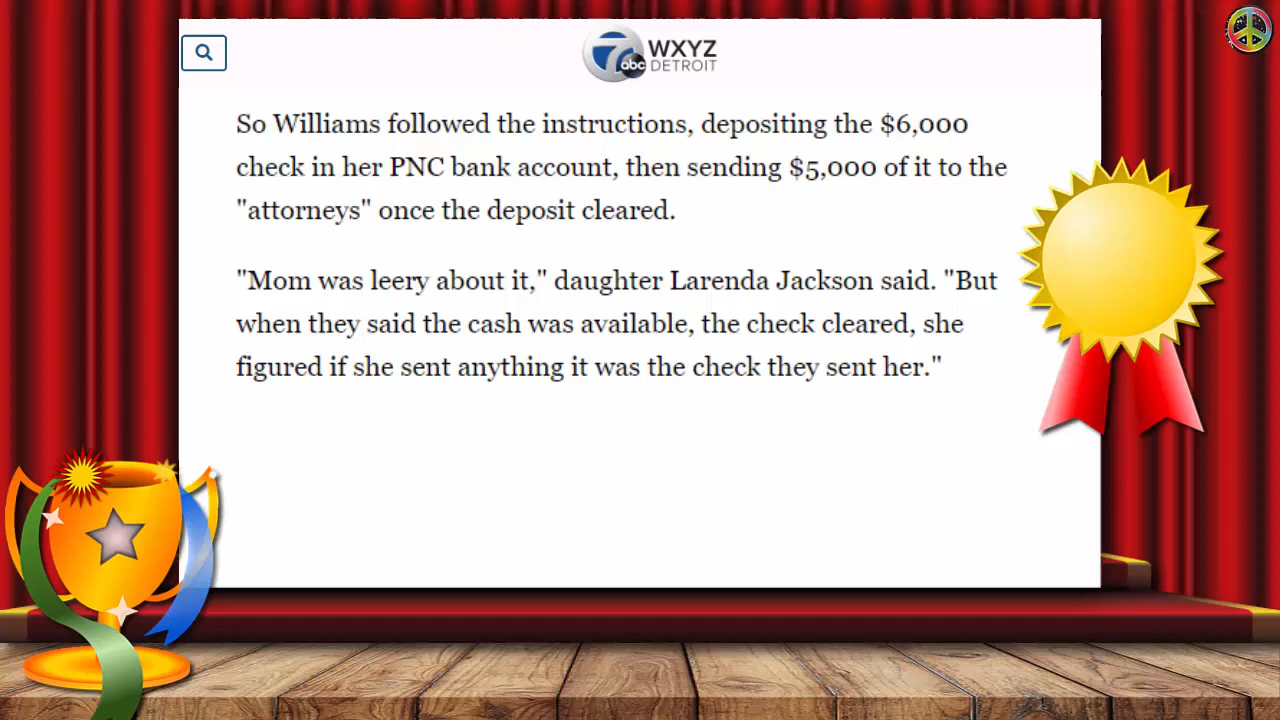 7
abc
WXYZ
DETROIT
So Williams followed the instructions, depositing the $6,000
check in her PNC bank account, then sending $5,000 of it to the
"attorneys" once the deposit cleared.
"Mom was leery about it," daughter Larenda Jackson said. "But
when they said the cash was available, the check cleared, she
figured if she sent anything it was the check they sent her."